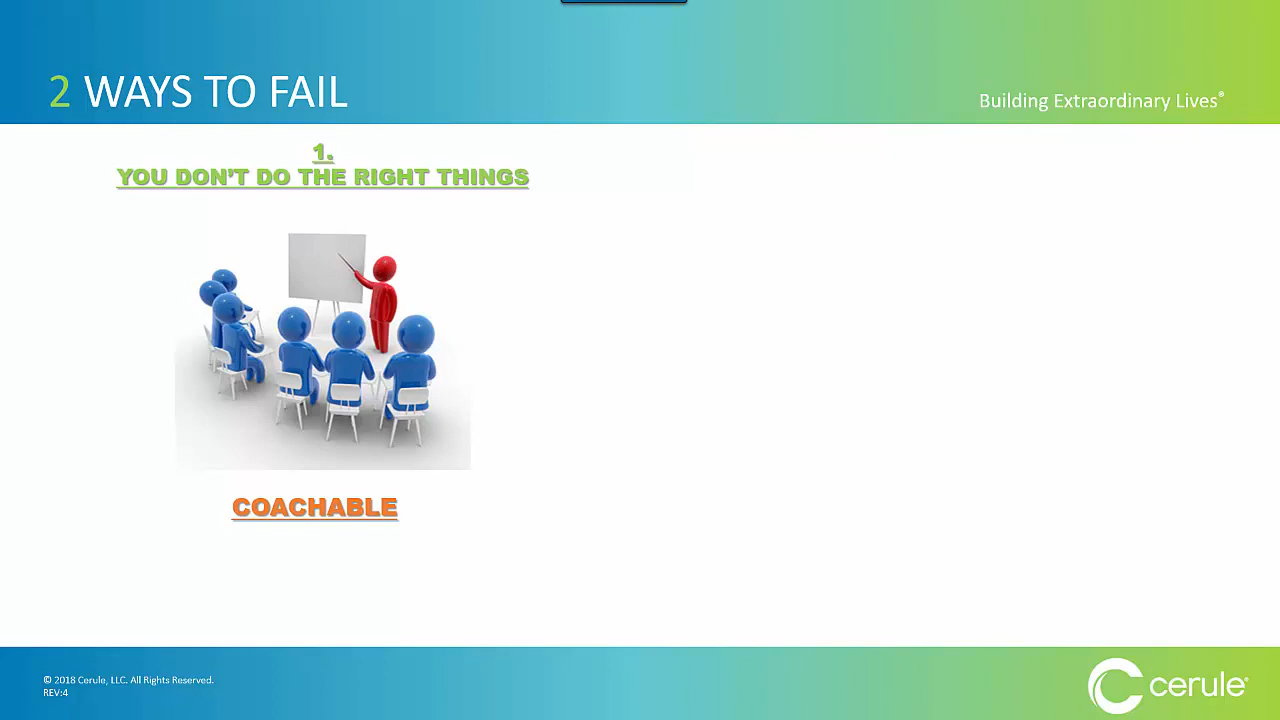 2 WAYS TO FAIL
Building Extraordinary Lives®
1.
YOU DON'T DO THE RIGHT THINGS
COACHABLE
© 2018 Cerule, LLC. All Rights Reserved.
REV:4
cerule®